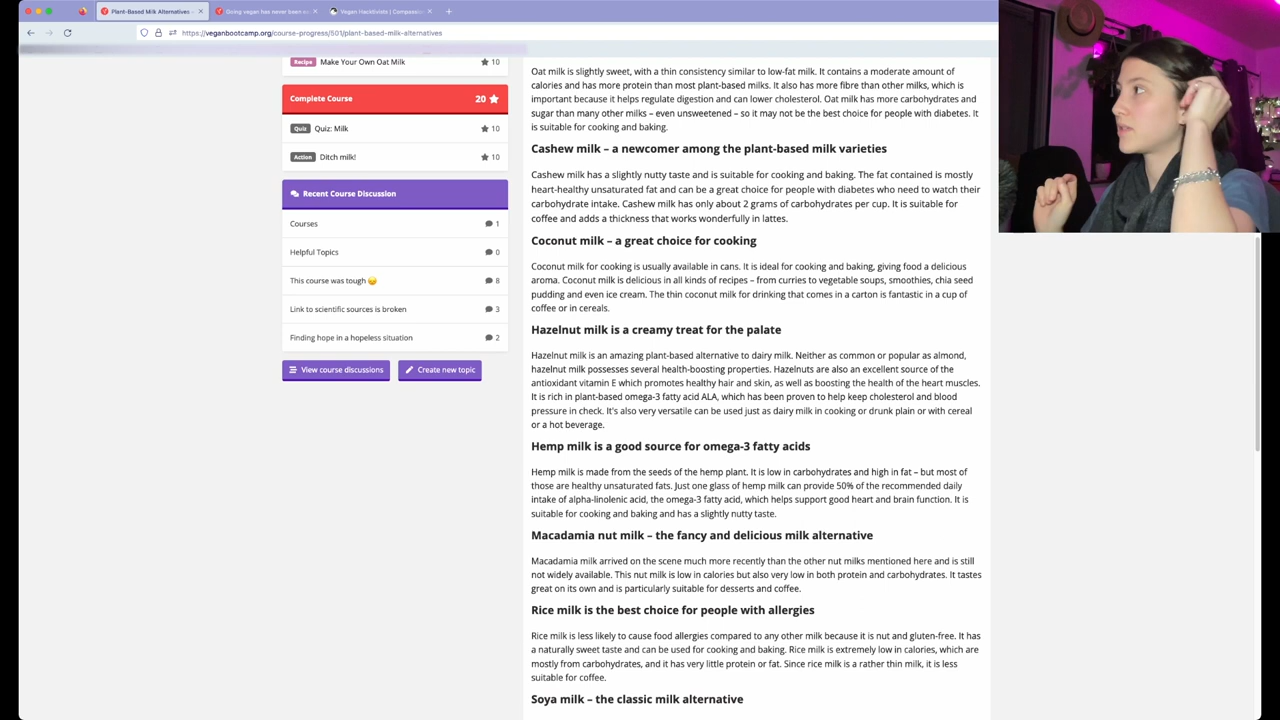 Plant-Based Milk Alternatives -
Going vegan has never been ea
Vegan Hacktivists | Compassio
https://veganbootcamp.org/course-progress/501/plant-based-milk-alternatives
Recipe Make Your Own Oat Milk 10
Complete Course 20
Quiz Quiz: Milk 10
Action Ditch milk! 10
Recent Course Discussion
Courses 1
Helpful Topics 0
This course was tough 😔 8
Link to scientific sources is broken 3
Finding hope in a hopeless situation 2
View course discussions
Create new topic
Oat milk is slightly sweet, with a thin consistency similar to low-fat milk. It contains a moderate amount of
calories and has more protein than most plant-based milks. It also has more fibre than other milks, which is
important because it helps regulate digestion and can lower cholesterol. Oat milk has more carbohydrates and
sugar than many other milks – even unsweetened – so it may not be the best choice for people with diabetes. It
is suitable for cooking and baking.
Cashew milk – a newcomer among the plant-based milk varieties
Cashew milk has a slightly nutty taste and is suitable for cooking and baking. The fat contained is mostly
heart-healthy unsaturated fat and can be a great choice for people with diabetes who need to watch their
carbohydrate intake. Cashew milk has only about 2 grams of carbohydrates per cup. It is suitable for
coffee and adds a thickness that works wonderfully in lattes.
Coconut milk – a great choice for cooking
Coconut milk for cooking is usually available in cans. It is ideal for cooking and baking, giving food a delicious
aroma. Coconut milk is delicious in all kinds of recipes – from curries to vegetable soups, smoothies, chia seed
pudding and even ice cream. The thin coconut milk for drinking that comes in a carton is fantastic in a cup of
coffee or in cereals.
Hazelnut milk is a creamy treat for the palate
Hazelnut milk is an amazing plant-based alternative to dairy milk. Neither as common or popular as almond,
hazelnut milk possesses several health-boosting properties. Hazelnuts are also an excellent source of the
antioxidant vitamin E which promotes healthy hair and skin, as well as boosting the health of the heart muscles.
It is rich in plant-based omega-3 fatty acid ALA, which has been proven to help keep cholesterol and blood
pressure in check. It's also very versatile can be used just as dairy milk in cooking or drunk plain or with cereal
or a hot beverage.
Hemp milk is a good source for omega-3 fatty acids
Hemp milk is made from the seeds of the hemp plant. It is low in carbohydrates and high in fat – but most of
those are healthy unsaturated fats. Just one glass of hemp milk can provide 50% of the recommended daily
intake of alpha-linolenic acid, the omega-3 fatty acid, which helps support good heart and brain function. It is
suitable for cooking and baking and has a slightly nutty taste.
Macadamia nut milk – the fancy and delicious milk alternative
Macadamia milk arrived on the scene much more recently than the other nut milks mentioned here and is still
not widely available. This nut milk is low in calories but also very low in both protein and carbohydrates. It tastes
great on its own and is particularly suitable for desserts and coffee.
Rice milk is the best choice for people with allergies
Rice milk is less likely to cause food allergies compared to any other milk because it is nut and gluten-free. It has
a naturally sweet taste and can be used for cooking and baking. Rice milk is extremely low in calories, which are
mostly from carbohydrates, and it has very little protein or fat. Since rice milk is a rather thin milk, it is less
suitable for coffee.
Soya milk – the classic milk alternative